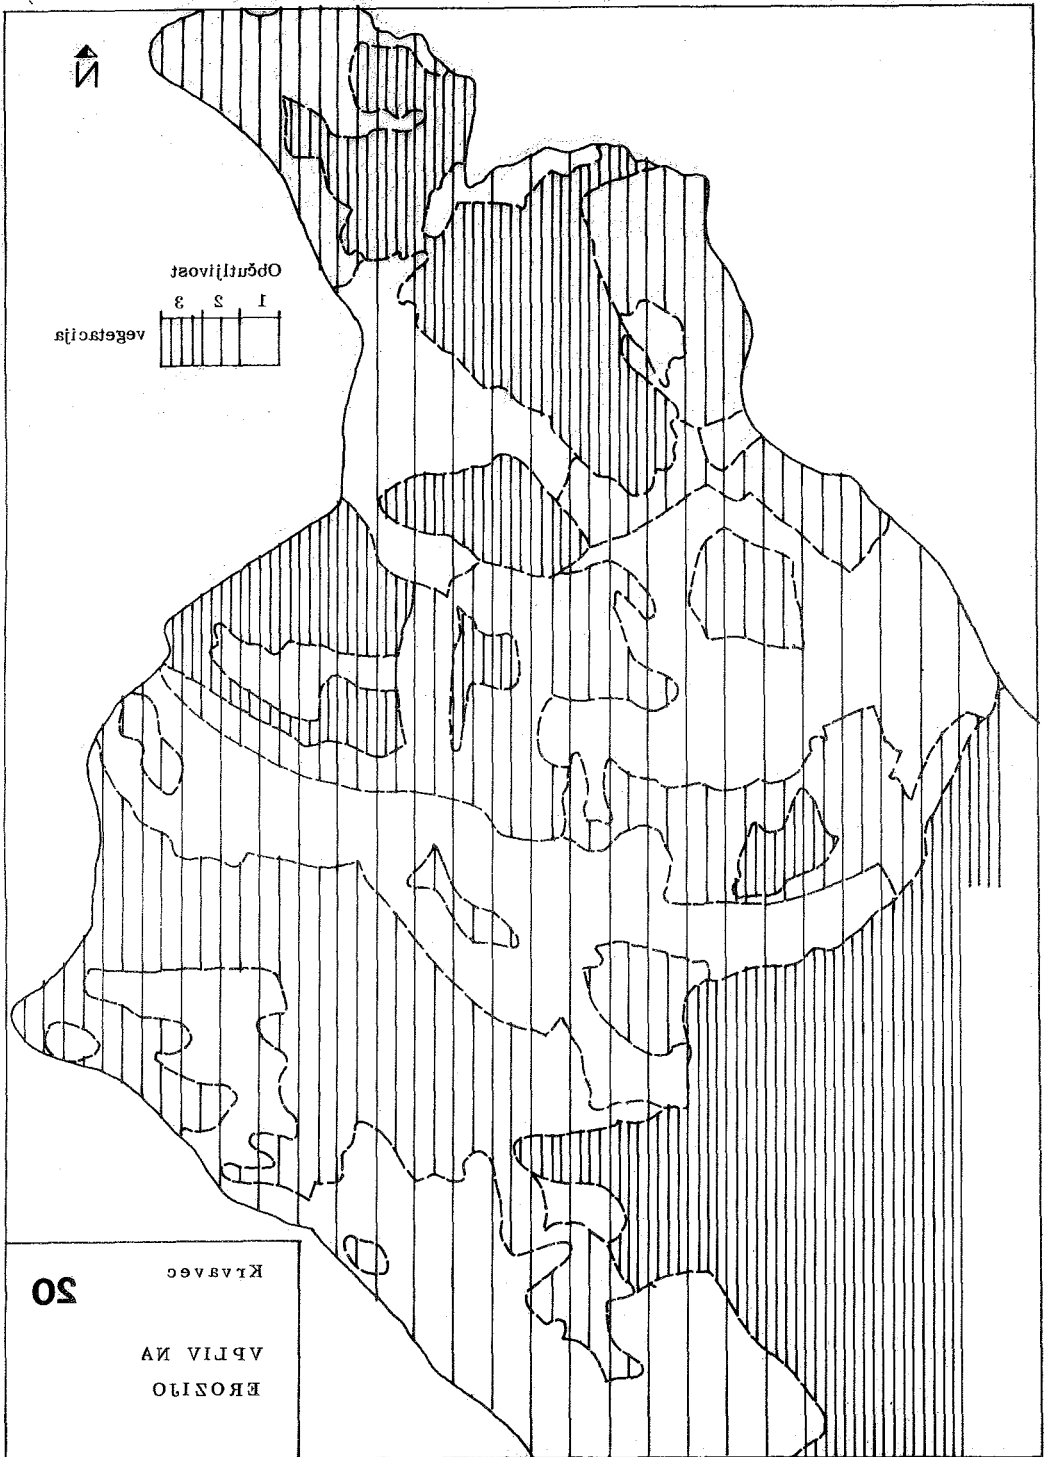 N
Občutljivost
1 2 3
vegetacija
Krvavec
20
VPLIV NA
EROZIJO